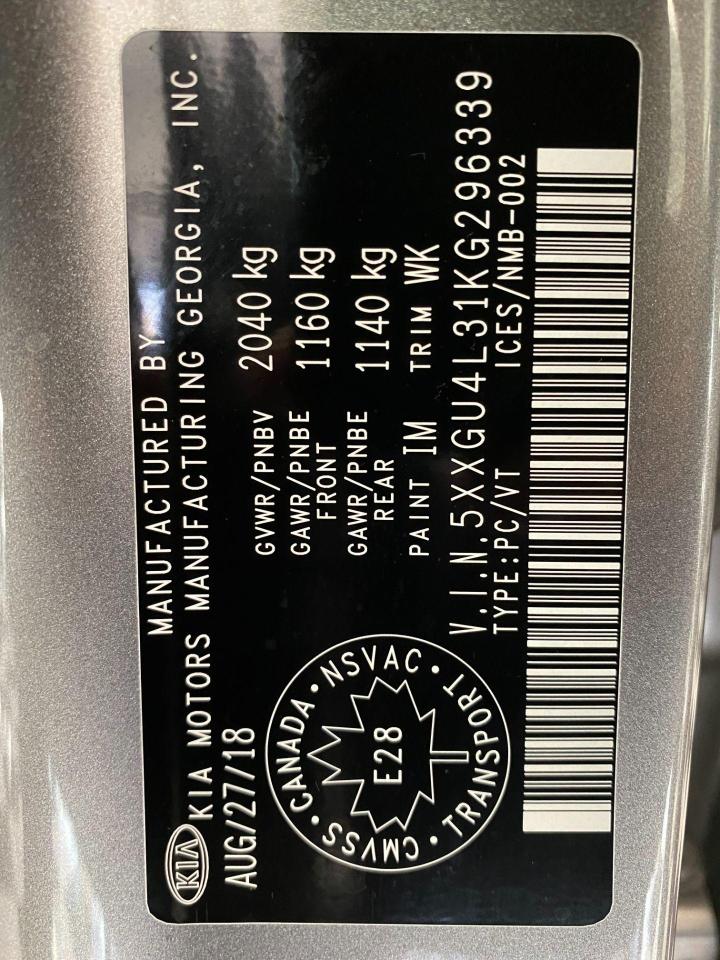 MANUFACTURED BY
KIA KIA MOTORS MANUFACTURING GEORGIA, INC.
AUG/27/18
GVWR/PNBV 2040 kg
GAWR/PNBE FRONT 1160 kg
GAWR/PNBE REAR 1140 kg
PAINT IM TRIM WK
V.I.N.5XXGU4L31KG296339
TYPE:PC/VT ICES/NMB-002
CANADA • NSVAC • TRANSPORT • CMVSS •
E28